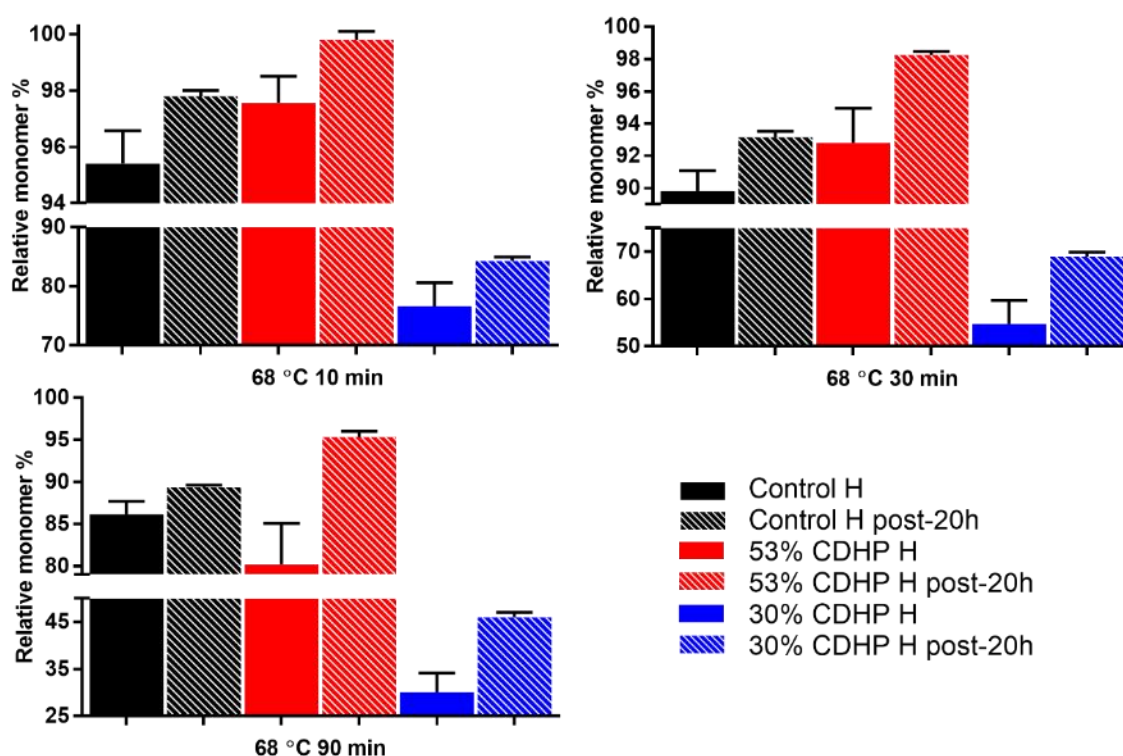 Relative monomer %
100
98
96
94
90
80
70
68 °C 10 min
Relative monomer %
100
98
96
94
92
90
70
60
50
68 °C 30 min
Relative monomer %
100
95
90
85
80
45
35
25
68 °C 90 min
Control H
Control H post-20h
53% CDHP H
53% CDHP H post-20h
30% CDHP H
30% CDHP H post-20h